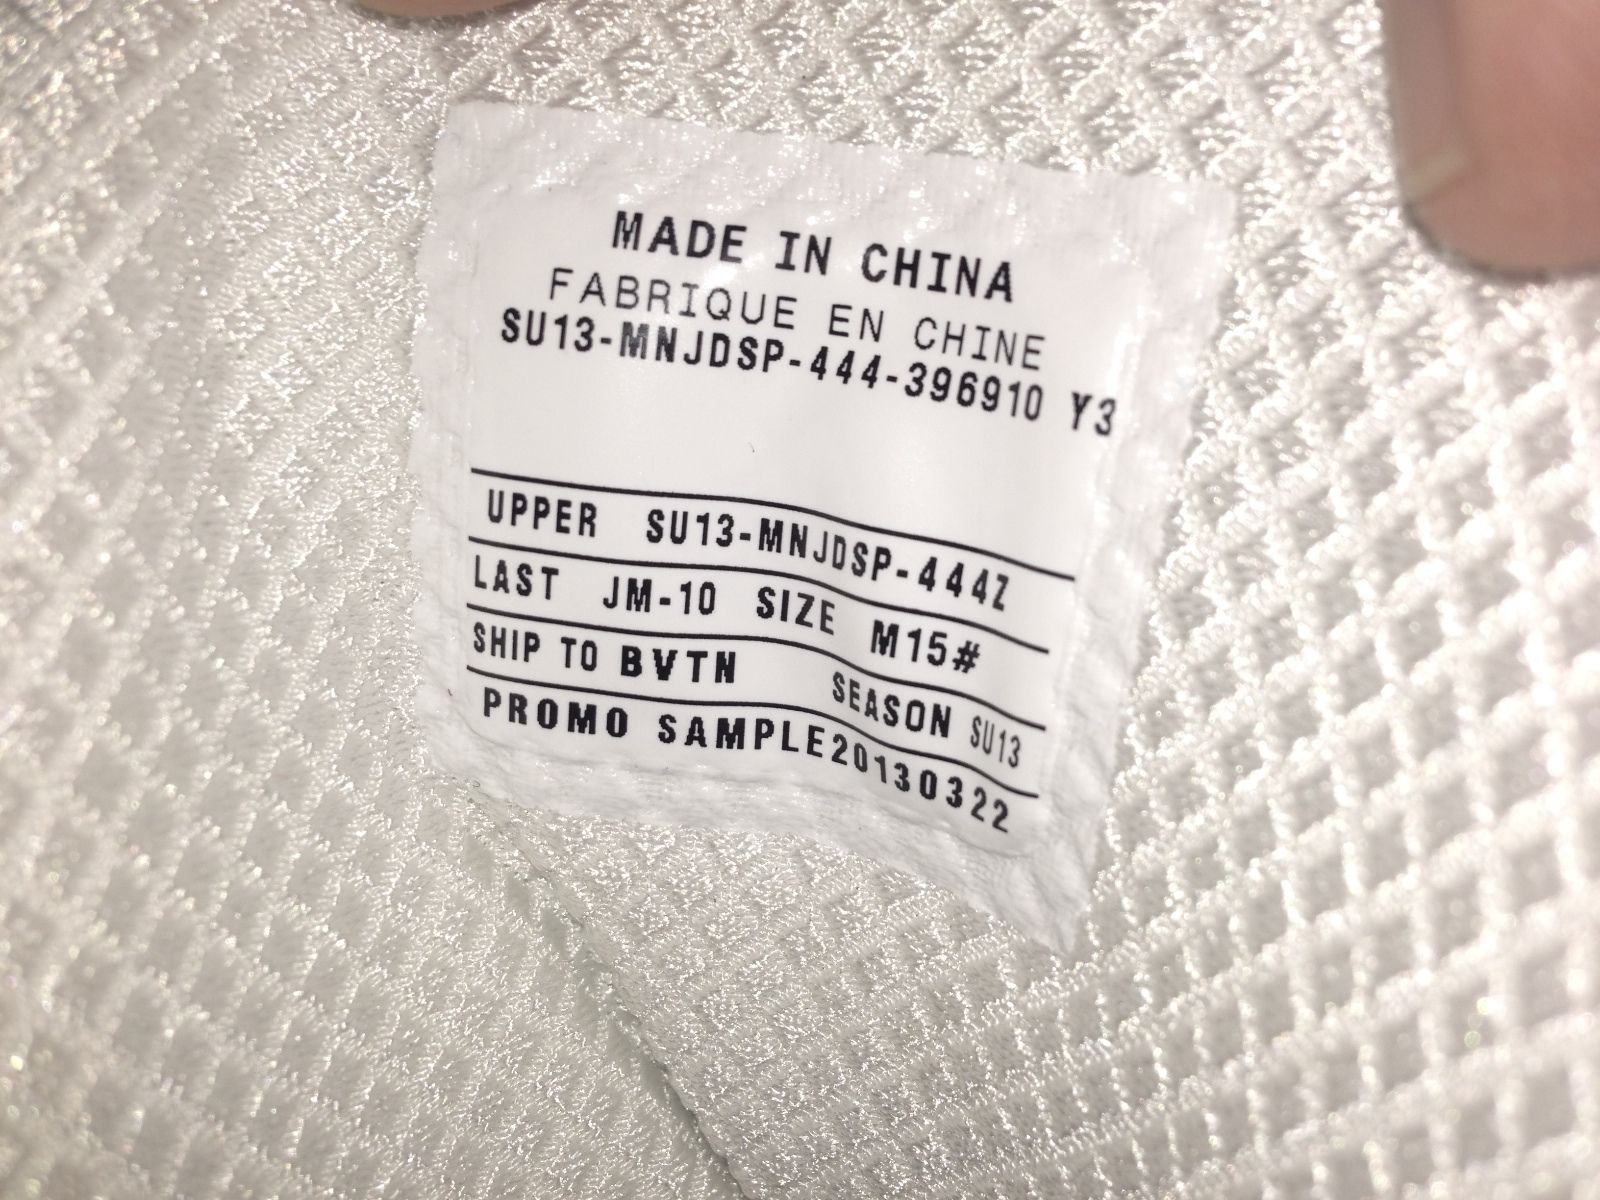 MADE IN CHINA
FABRIQUE EN CHINE
SU13-MNJDSP-444-396910 Y3
UPPER SU13-MNJDSP-444Z
LAST JM-10 SIZE M15#
SHIP TO BVTN SEASON SU13
PROMO SAMPLE20130322